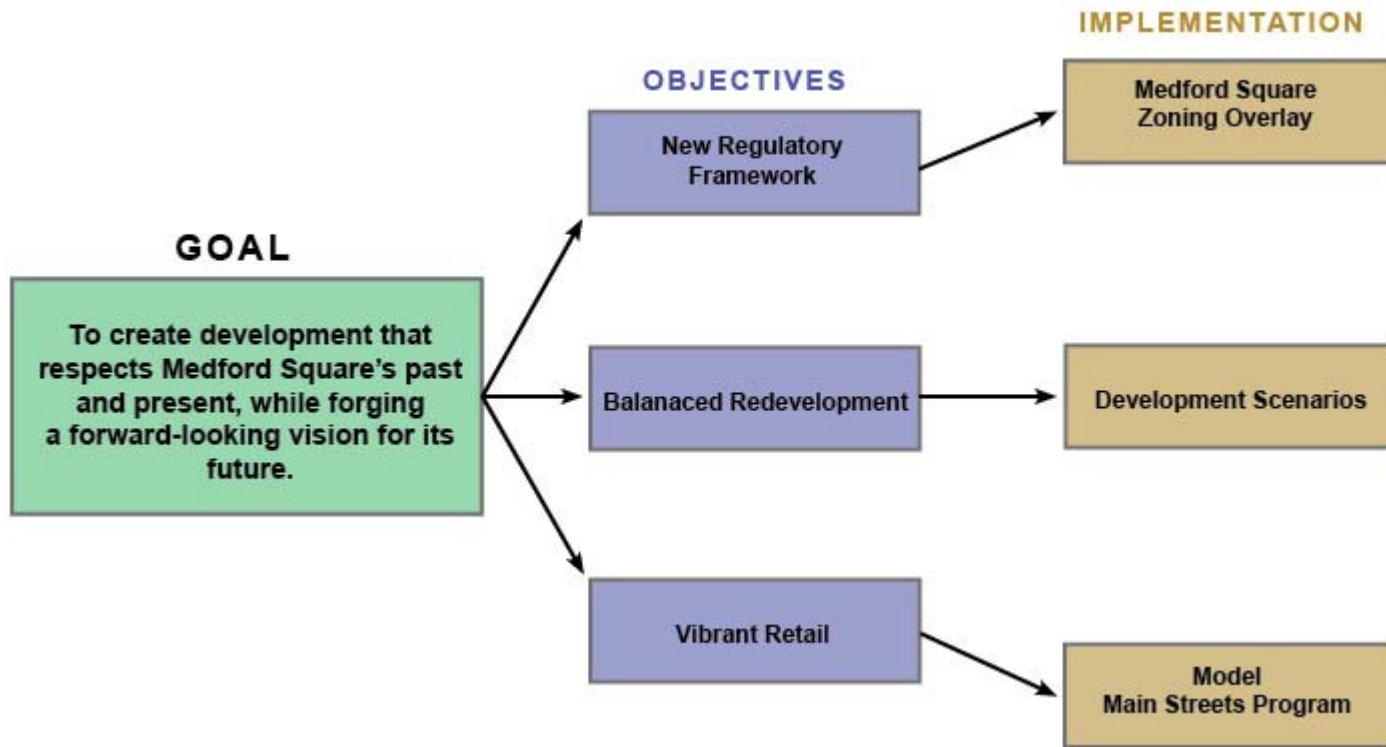 IMPLEMENTATION
OBJECTIVES
Medford Square
Zoning Overlay
New Regulatory
Framework
GOAL
To create development that
respects Medford Square’s past
and present, while forging
a forward-looking vision for its
future.
Balanaced Redevelopment
Development Scenarios
Vibrant Retail
Model
Main Streets Program